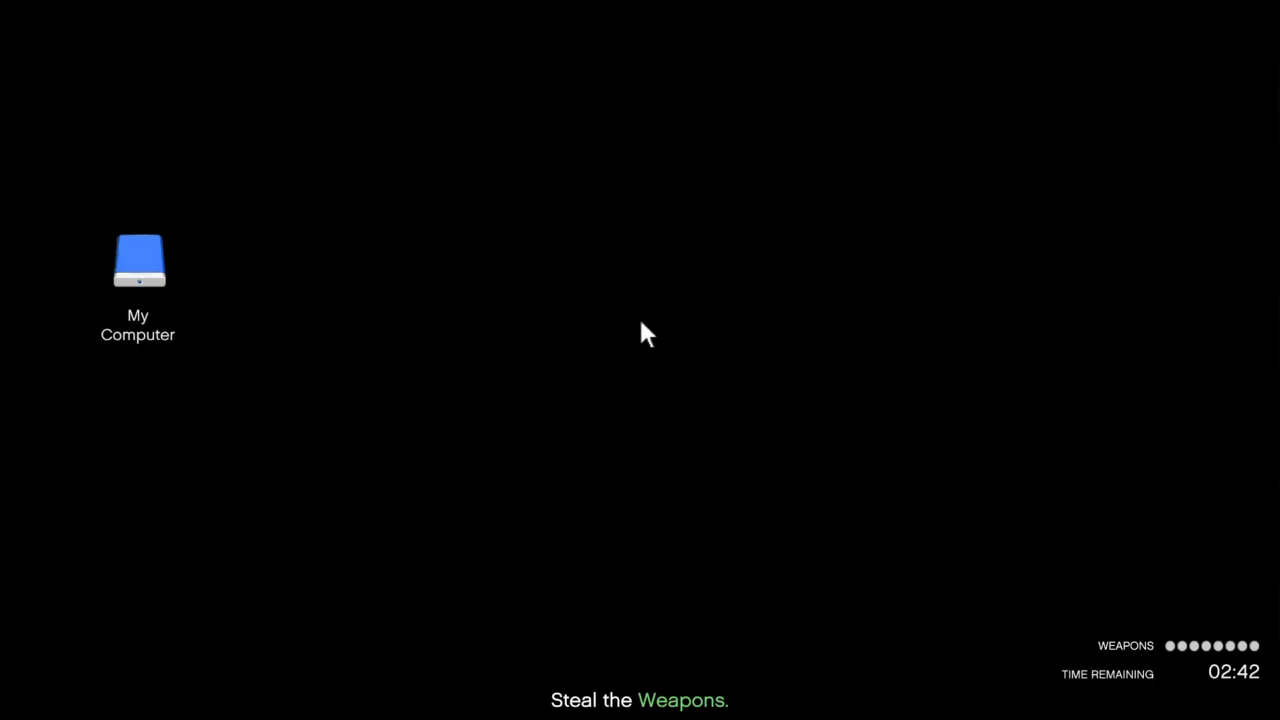 My
Computer
WEAPONS
TIME REMAINING 02:42
Steal the Weapons.